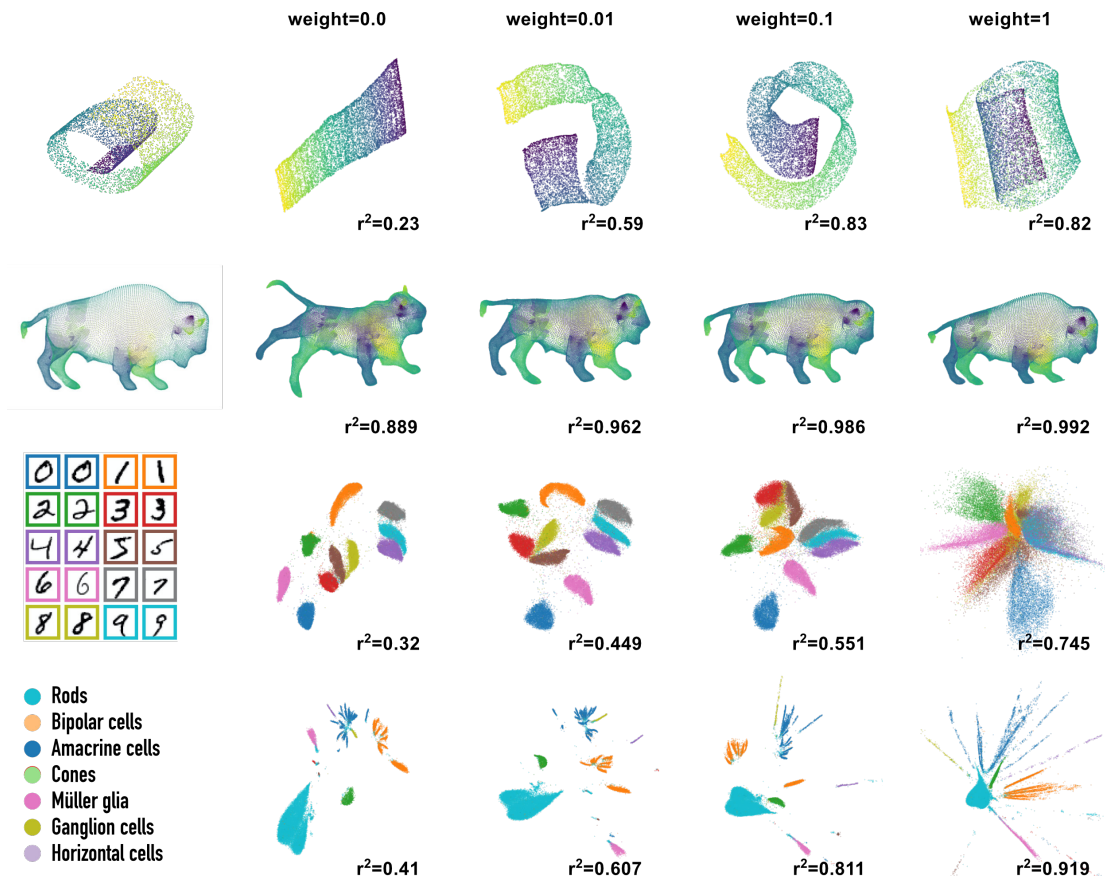 weight=0.0 weight=0.01 weight=0.1 weight=1
r²=0.23 r²=0.59 r²=0.83 r²=0.82
r²=0.889 r²=0.962 r²=0.986 r²=0.992
0 0 1 1
2 2 3 3
4 4 5 5
6 6 7 7
8 8 9 9
r²=0.32 r²=0.449 r²=0.551 r²=0.745
Rods
Bipolar cells
Amacrine cells
Cones
Müller glia
Ganglion cells
Horizontal cells
r²=0.41 r²=0.607 r²=0.811 r²=0.919